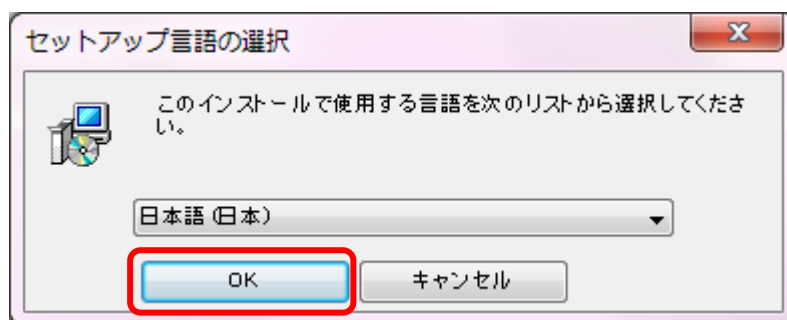 セットアップ言語の選択
このインストールで使用する言語を次のリストから選択してくださ
い。
日本語 (日本)
OK
キャンセル